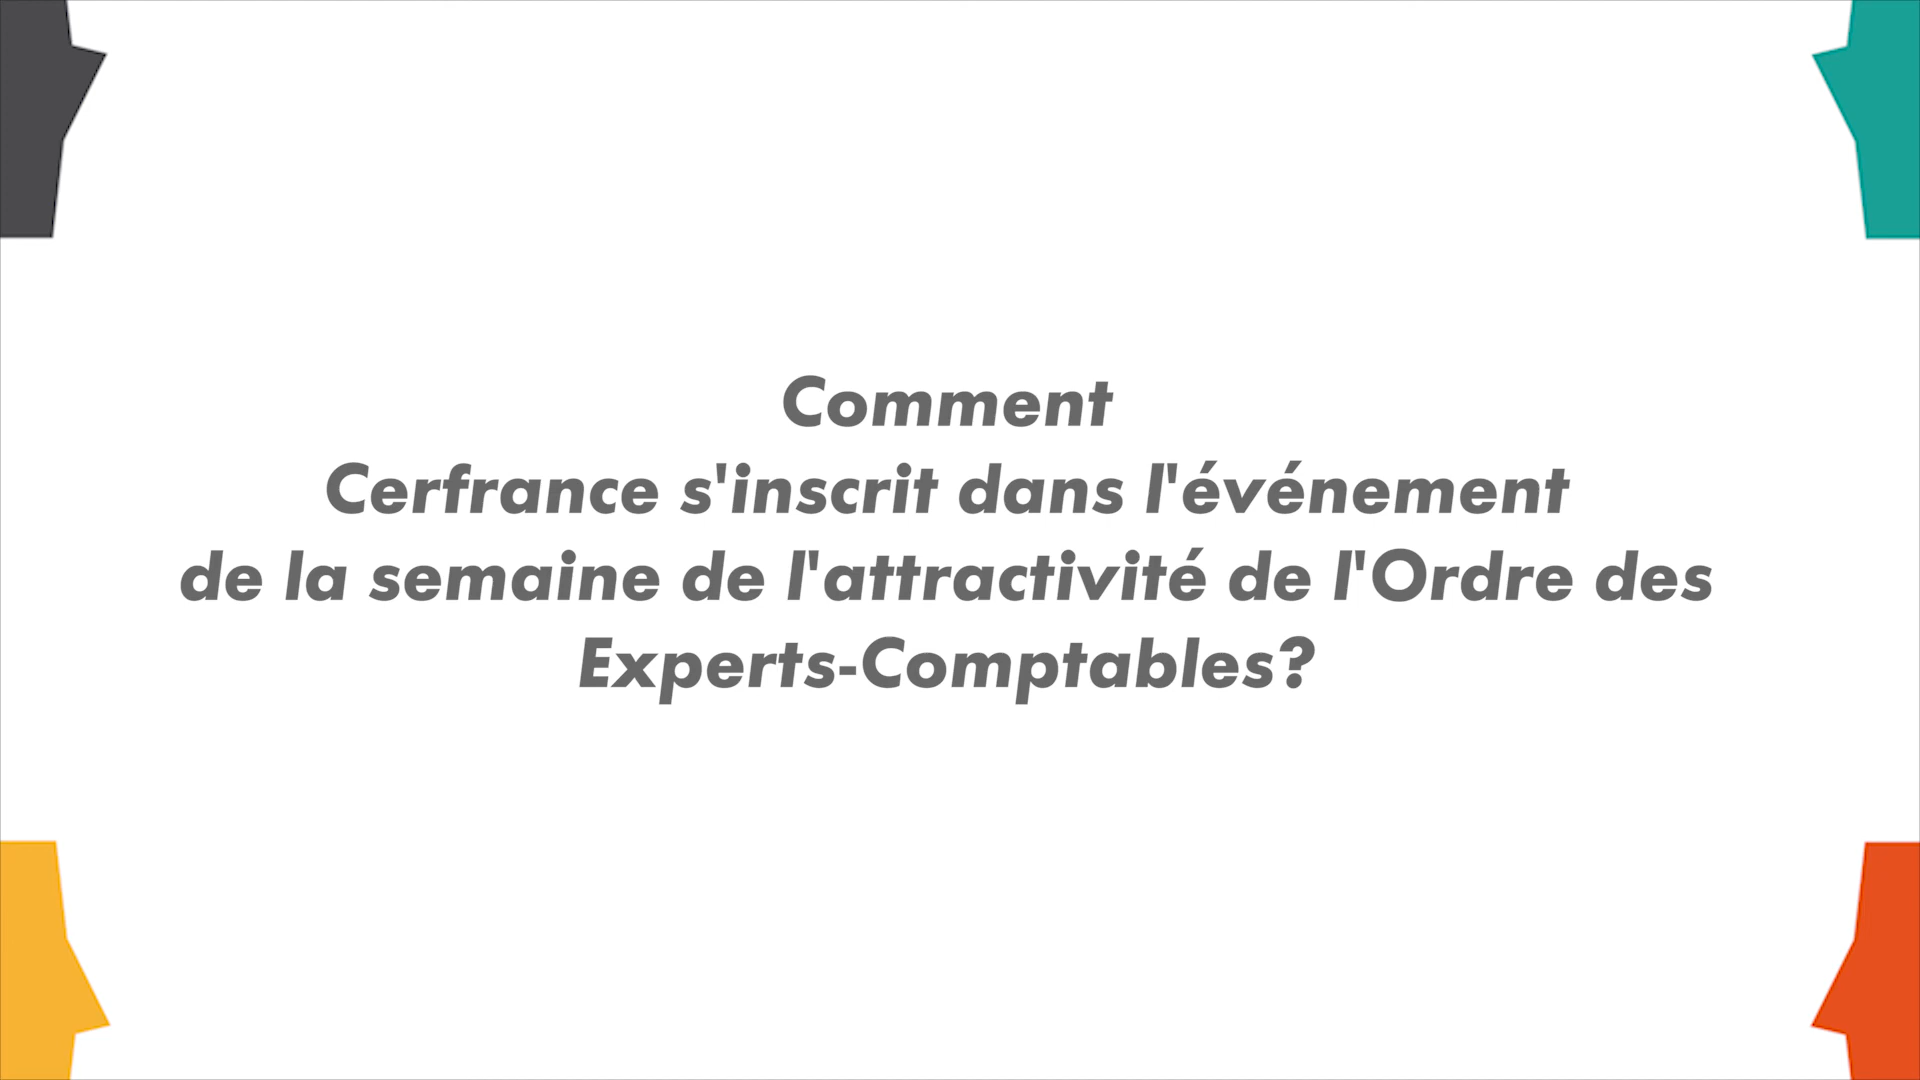 Comment
Cerfrance s'inscrit dans l'événement
de la semaine de l'attractivité de l'Ordre des
Experts-Comptables?